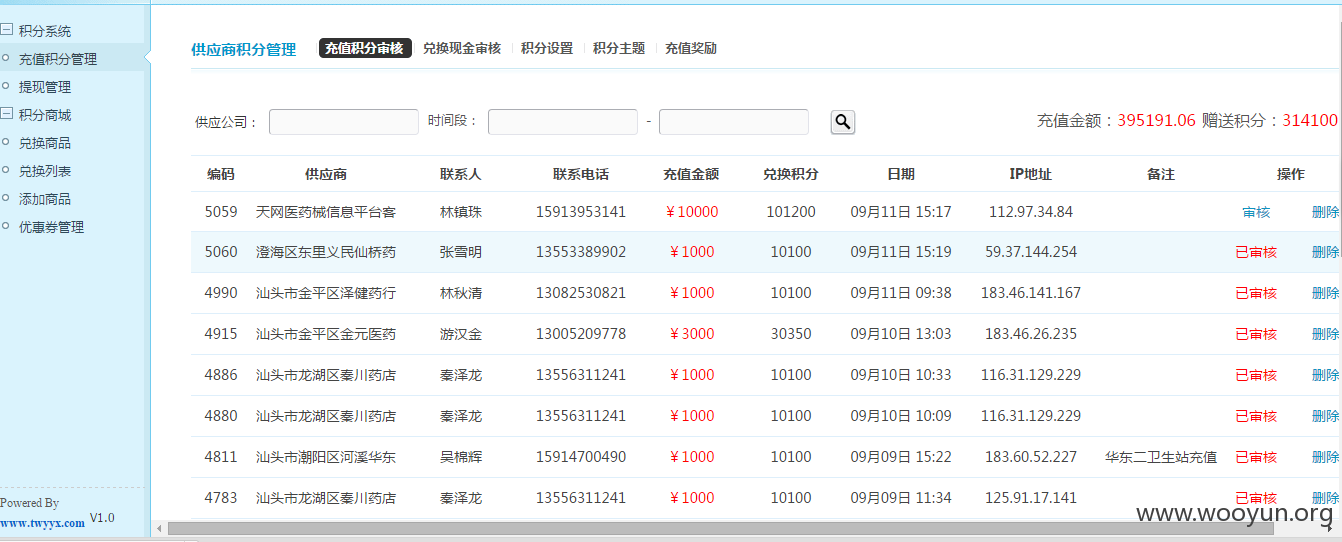 积分系统
充值积分管理
提现管理
积分商城
兑换商品
兑换列表
添加商品
优惠券管理
Powered By
www.twyyx.com V1.0
供应商积分管理 充值积分审核 兑换现金审核 积分设置 积分主题 充值奖励
供应公司： 时间段： - 充值金额：395191.06 赠送积分：314100
编码 供应商 联系人 联系电话 充值金额 兑换积分 日期 IP地址 备注 操作
5059 天网医药械信息平台客 林镇珠 15913953141 ￥10000 101200 09月11日 15:17 112.97.34.84 审核 删除
5060 澄海区东里义民仙桥药 张雪明 13553389902 ￥1000 10100 09月11日 15:19 59.37.144.254 已审核 删除
4990 汕头市金平区泽健药行 林秋清 13082530821 ￥1000 10100 09月11日 09:38 183.46.141.167 已审核 删除
4915 汕头市金平区金元医药 游汉金 13005209778 ￥3000 30350 09月10日 13:03 183.46.26.235 已审核 删除
4886 汕头市龙湖区秦川药店 秦泽龙 13556311241 ￥1000 10100 09月10日 10:33 116.31.129.229 已审核 删除
4880 汕头市龙湖区秦川药店 秦泽龙 13556311241 ￥1000 10100 09月10日 10:09 116.31.129.229 已审核 删除
4811 汕头市潮阳区河溪华东 吴棉辉 15914700490 ￥1000 10100 09月09日 15:22 183.60.52.227 华东二卫生站充值 已审核 删除
4783 汕头市龙湖区秦川药店 秦泽龙 13556311241 ￥1000 10100 09月09日 11:34 125.91.17.141 已审核 删除
www.wooyun.org